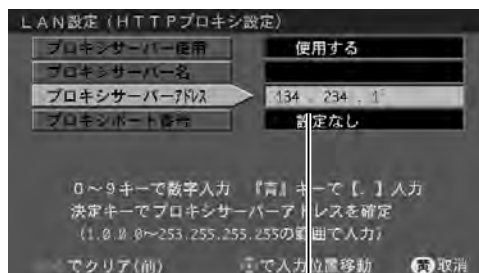 LAN設定(HTTPプロキシ設定)
プロキシサーバー使用 使用する
プロキシサーバー名
プロキシサーバーアドレス 134 . 234 . 1
プロキシポート番号 設定なし
0~9キーで数字入力 『青』キーで【.】入力
決定キーでプロキシサーバーアドレスを確定
(1.0.0.0~253.255.255.255の範囲で入力)
でクリア(前) で入力位置移動 黄 取消